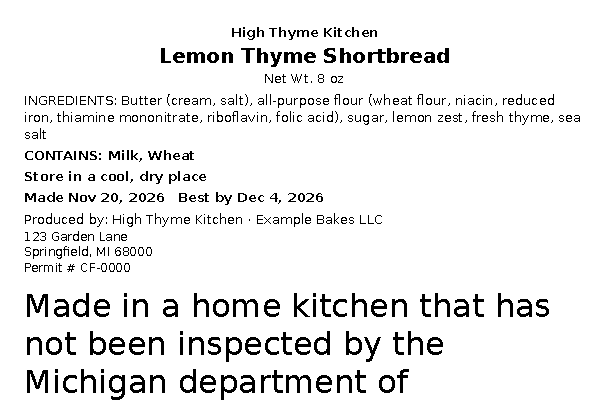 High Thyme Kitchen
Lemon Thyme Shortbread
Net Wt. 8 oz
INGREDIENTS: Butter (cream, salt), all-purpose flour (wheat flour, niacin, reduced
iron, thiamine mononitrate, riboflavin, folic acid), sugar, lemon zest, fresh thyme, sea
salt
CONTAINS: Milk, Wheat
Store in a cool, dry place
Made Nov 20, 2026 Best by Dec 4, 2026
Produced by: High Thyme Kitchen · Example Bakes LLC
123 Garden Lane
Springfield, MI 68000
Permit # CF-0000
Made in a home kitchen that has
not been inspected by the
Michigan department of